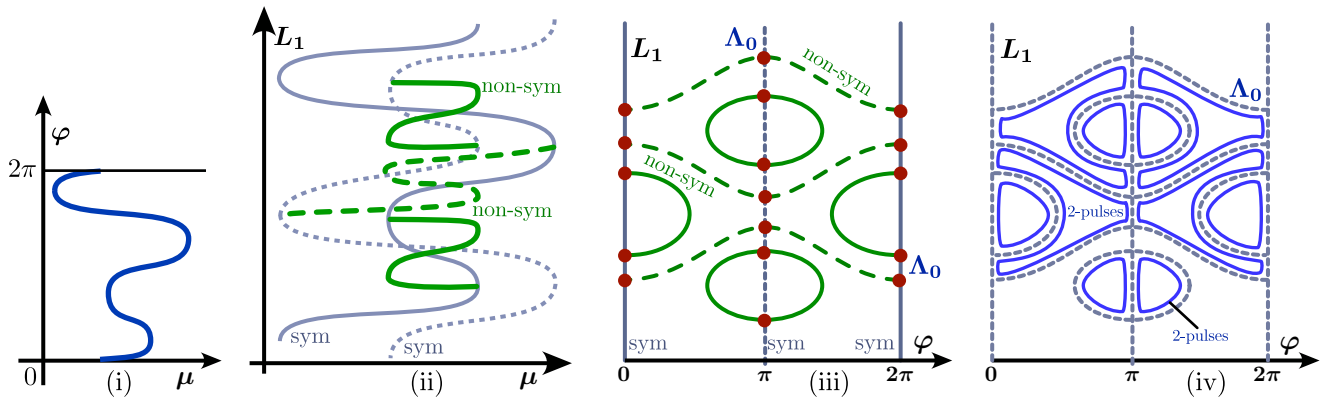 φ
2π
0
μ
(i)
L₁
non-sym
non-sym
sym
sym
μ
(ii)
L₁
Λ₀
non-sym
non-sym
Λ₀
sym
sym
sym
φ
0
π
2π
(iii)
L₁
Λ₀
2-pulses
2-pulses
φ
0
π
2π
(iv)